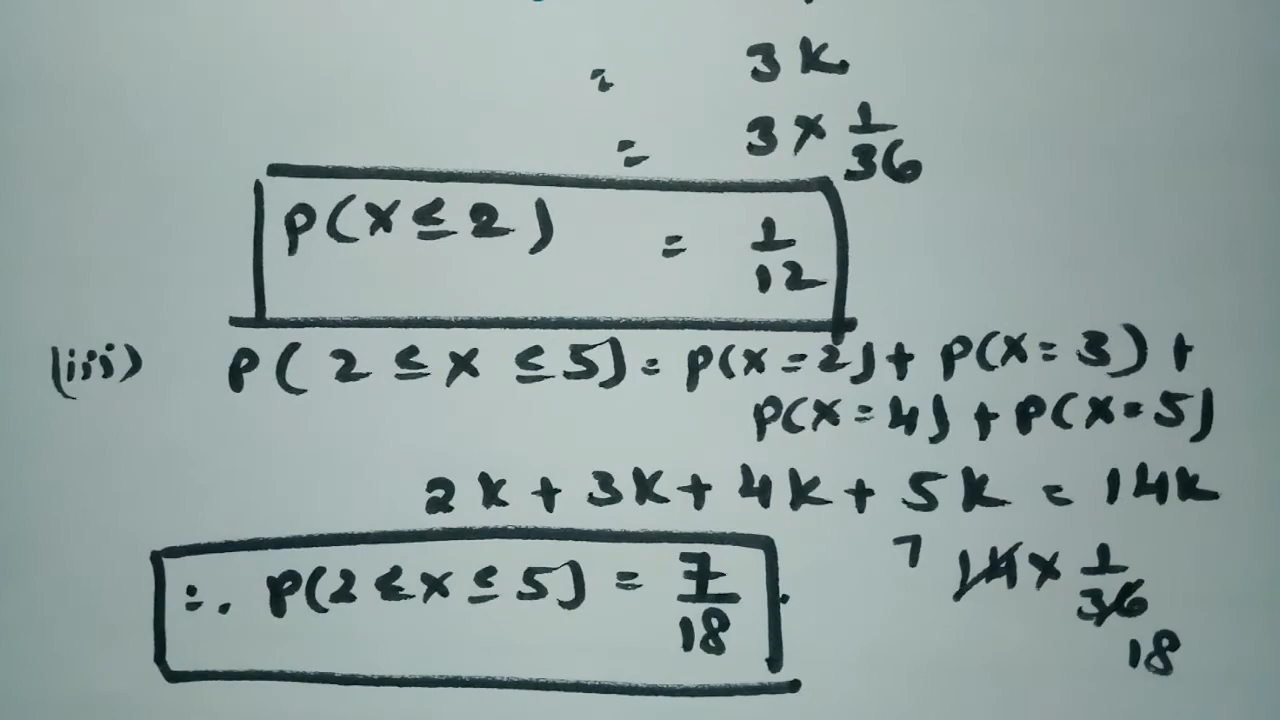 = 3k
= 3 × 1/36
P(X ≤ 2) = 1/12
(iii) P(2 ≤ X ≤ 5) = P(X = 2) + P(X = 3) +
P(X = 4) + P(X = 5)
2k + 3k + 4k + 5k = 14k
7 14 × 1/36
18
∴ P(2 ≤ X ≤ 5) = 7/18.